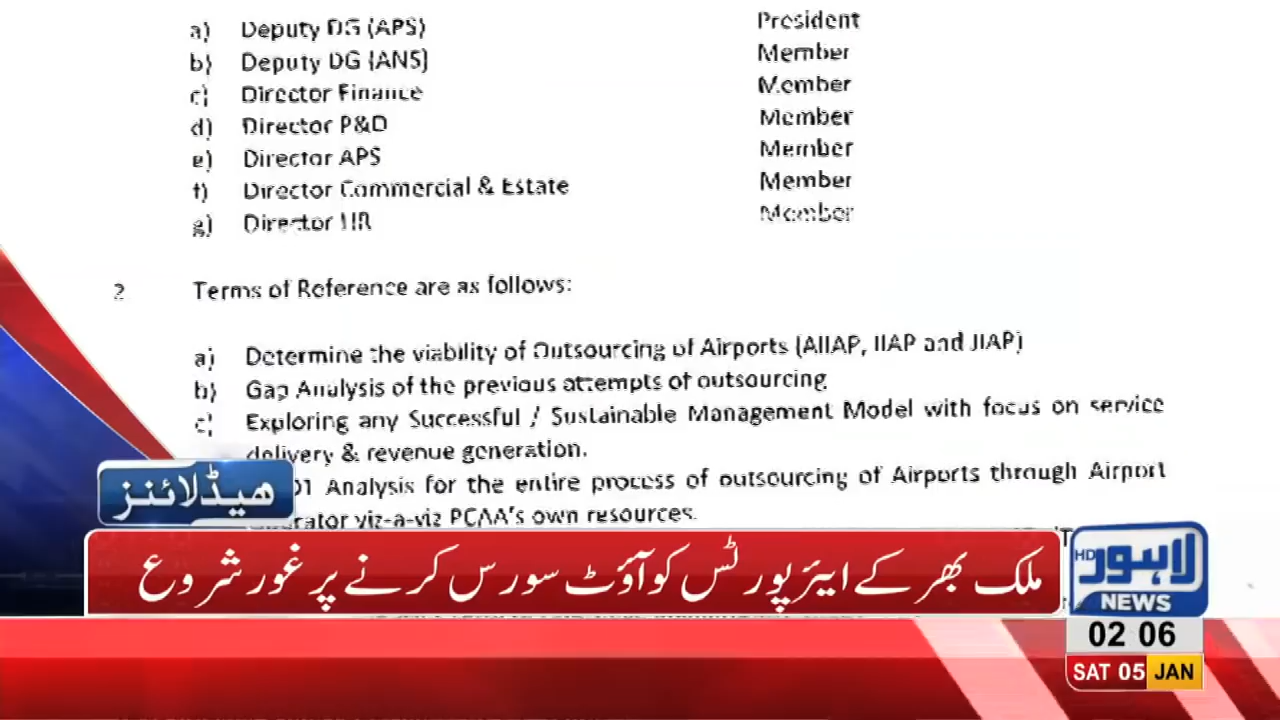 a) Deputy DG (APS) President
b) Deputy DG (ANS) Member
c) Director Finance Member
d) Director P&D Member
e) Director APS Member
f) Director Commercial & Estate Member
g) Director HR Member
2 Terms of Reference are as follows:
a) Determine the viability of Outsourcing of Airports (AIIAP, IIAP and JIAP)
b) Gap Analysis of the previous attempts of outsourcing
c) Exploring any Successful / Sustainable Management Model with focus on service
delivery & revenue generation.
Analysis for the entire process of outsourcing of Airports through Airport
viz-a-viz PCAA's own resources.
ھیڈلائنز
ملک بھر کے ایئرپورٹس کو آؤٹ سورس کرنے پر غور شروع
لاہور HD
NEWS
02 06
SAT 05 JAN